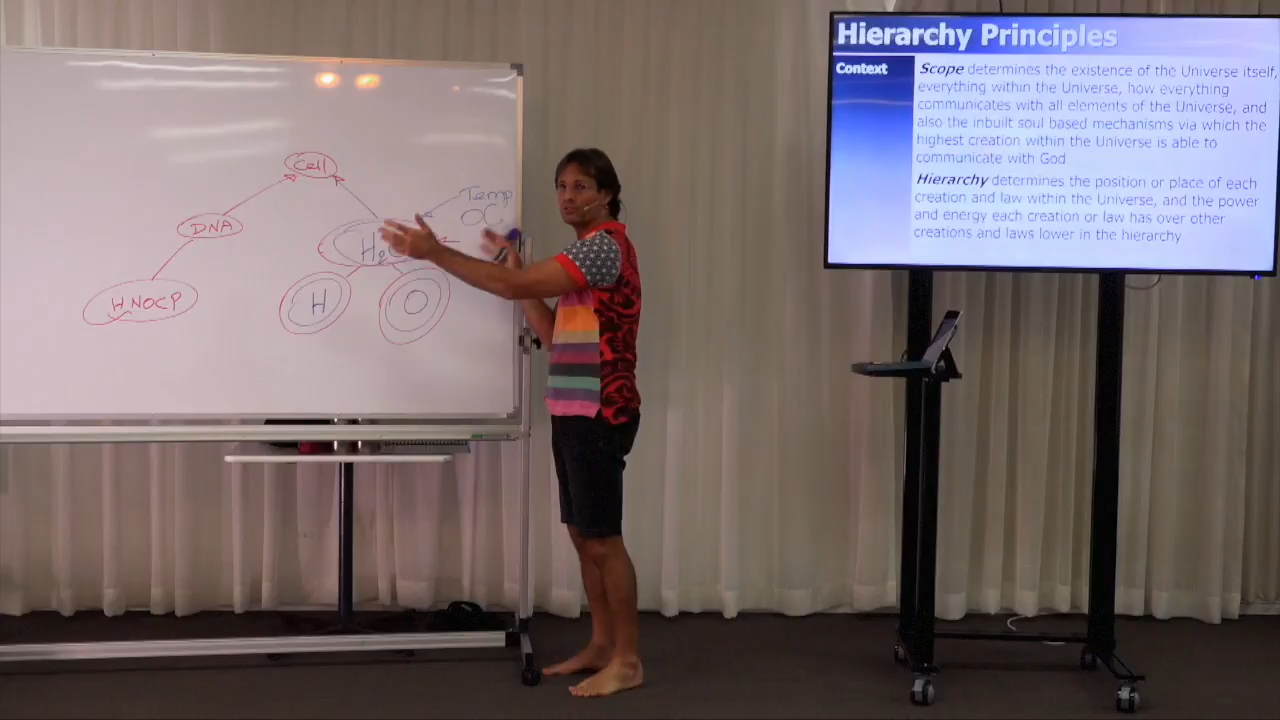 Cell
Temp
OC
DNA
H2O
HNOCP
H
O
Hierarchy Principles
Context
Scope determines the existence of the Universe itself,
everything within the Universe, how everything
communicates with all elements of the Universe, and
also the inbuilt soul based mechanisms via which the
highest creation within the Universe is able to
communicate with God
Hierarchy determines the position or place of each
creation and law within the Universe, and the power
and energy each creation or law has over other
creations and laws lower in the hierarchy